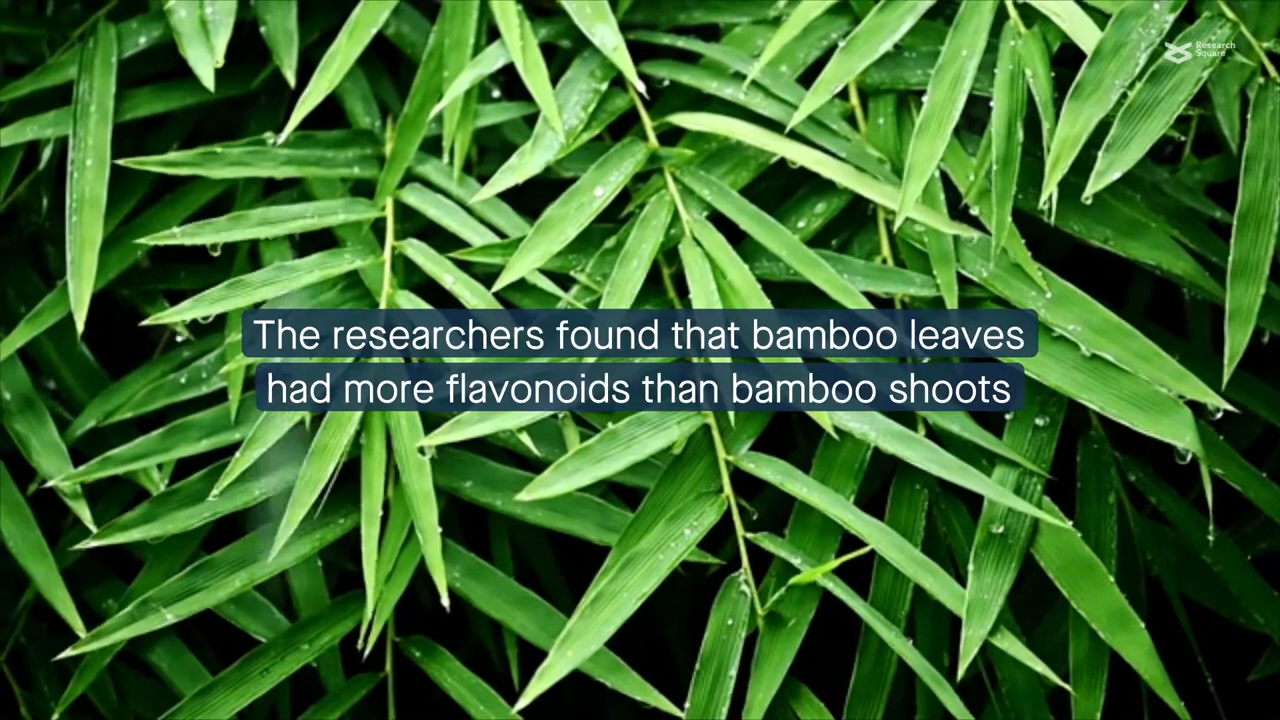 Research
Square
The researchers found that bamboo leaves
had more flavonoids than bamboo shoots